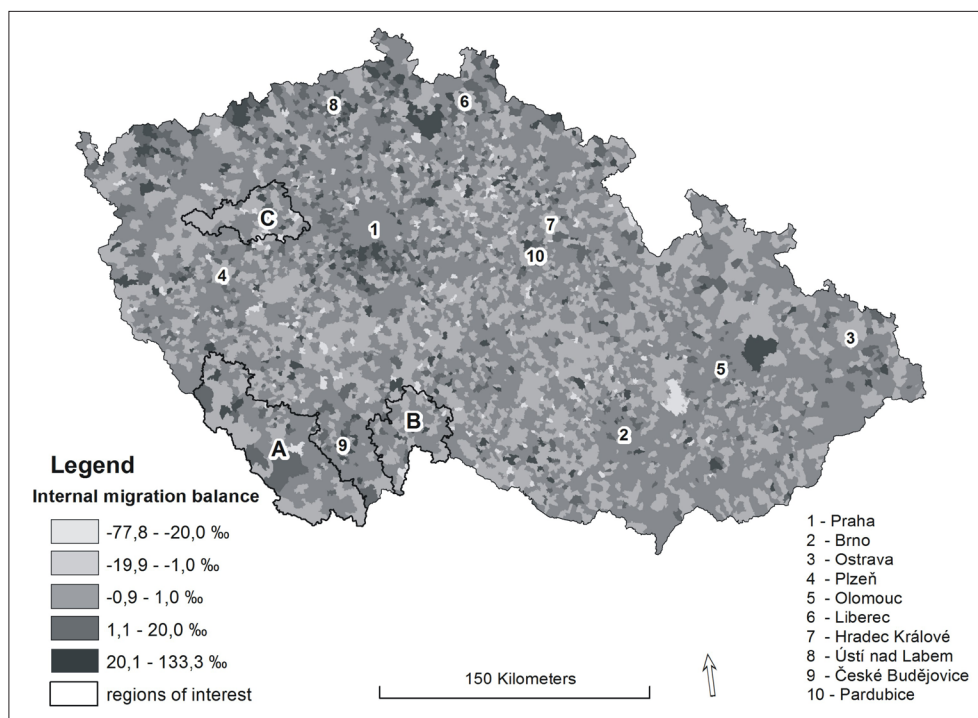 8
6
C
1
7
10
4
3
5
A
B
9
2
Legend
Internal migration balance
-77,8 - -20,0 ‰
-19,9 - -1,0 ‰
-0,9 - 1,0 ‰
1,1 - 20,0 ‰
20,1 - 133,3 ‰
regions of interest
150 Kilometers
1 - Praha
2 - Brno
3 - Ostrava
4 - Plzeň
5 - Olomouc
6 - Liberec
7 - Hradec Králové
8 - Ústí nad Labem
9 - České Budějovice
10 - Pardubice